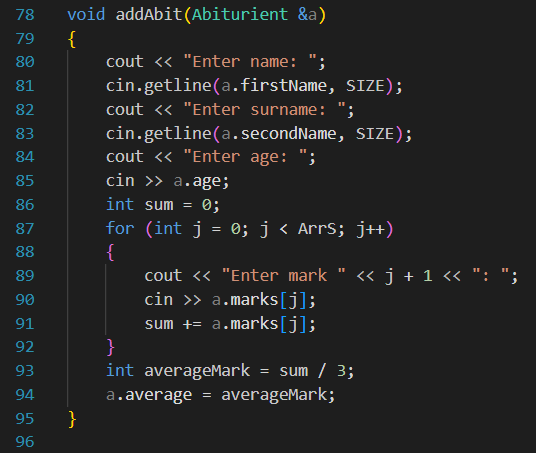 78 void addAbit(Abiturient &a)
79 {
80     cout << "Enter name: ";
81     cin.getline(a.firstName, SIZE);
82     cout << "Enter surname: ";
83     cin.getline(a.secondName, SIZE);
84     cout << "Enter age: ";
85     cin >> a.age;
86     int sum = 0;
87     for (int j = 0; j < ArrS; j++)
88     {
89         cout << "Enter mark " << j + 1 << ": ";
90         cin >> a.marks[j];
91         sum += a.marks[j];
92     }
93     int averageMark = sum / 3;
94     a.average = averageMark;
95 }
96